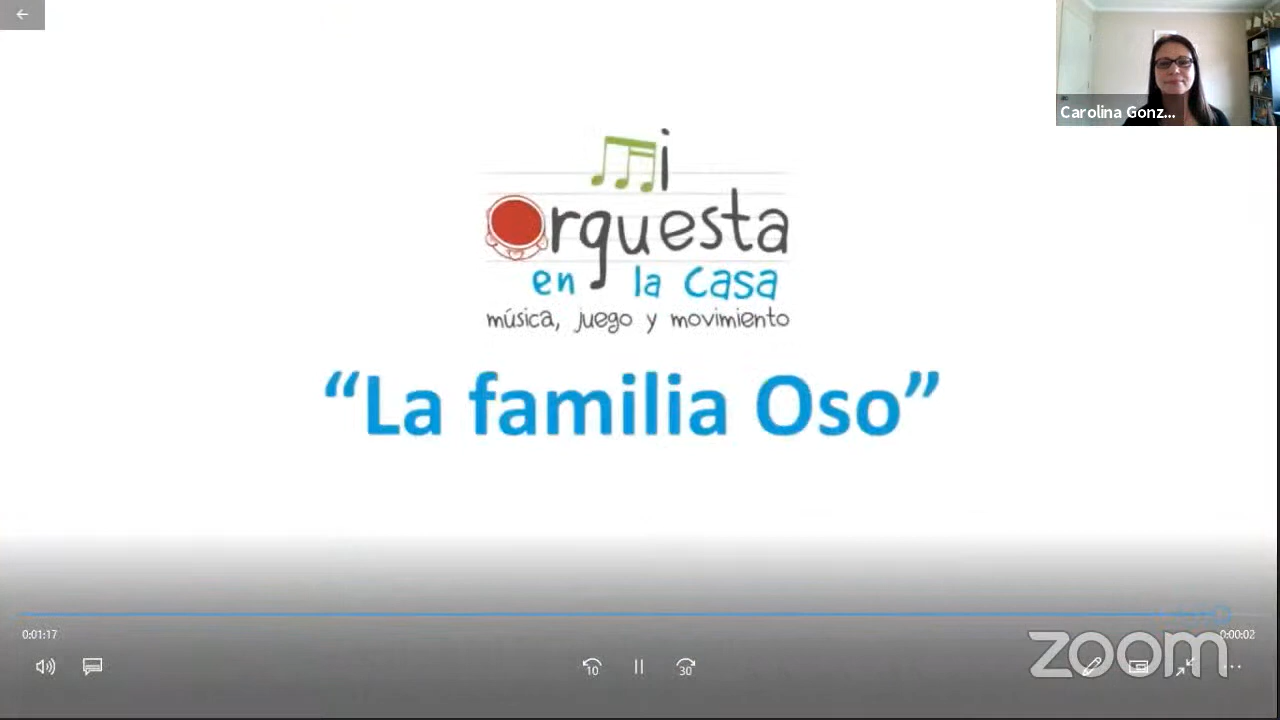 Carolina Gonz...
mi
orquesta
en la casa
música, juego y movimiento
“La familia Oso”
0:01:17
0:00:02
10
30
zoom